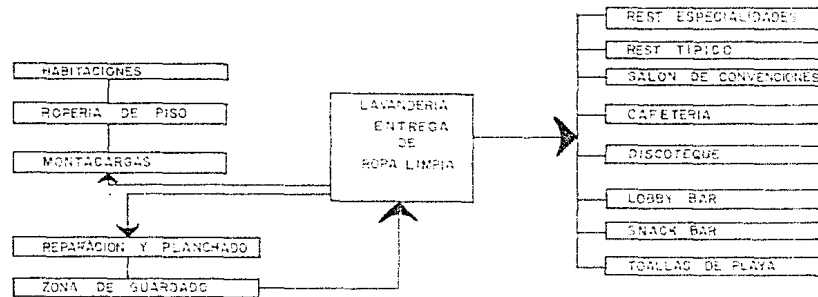 HABITACIONES
ROPERIA DE PISO
MONTACARGAS
REPARACION Y PLANCHADO
ZONA DE GUARDADO
LAVANDERIA
ENTREGA
DE
ROPA LIMPIA
REST ESPECIALIDADES
REST TIPICO
SALON DE CONVENCIONES
CAFETERIA
DISCOTEQUE
LOBBY BAR
SNACK BAR
TOALLAS DE PLAYA